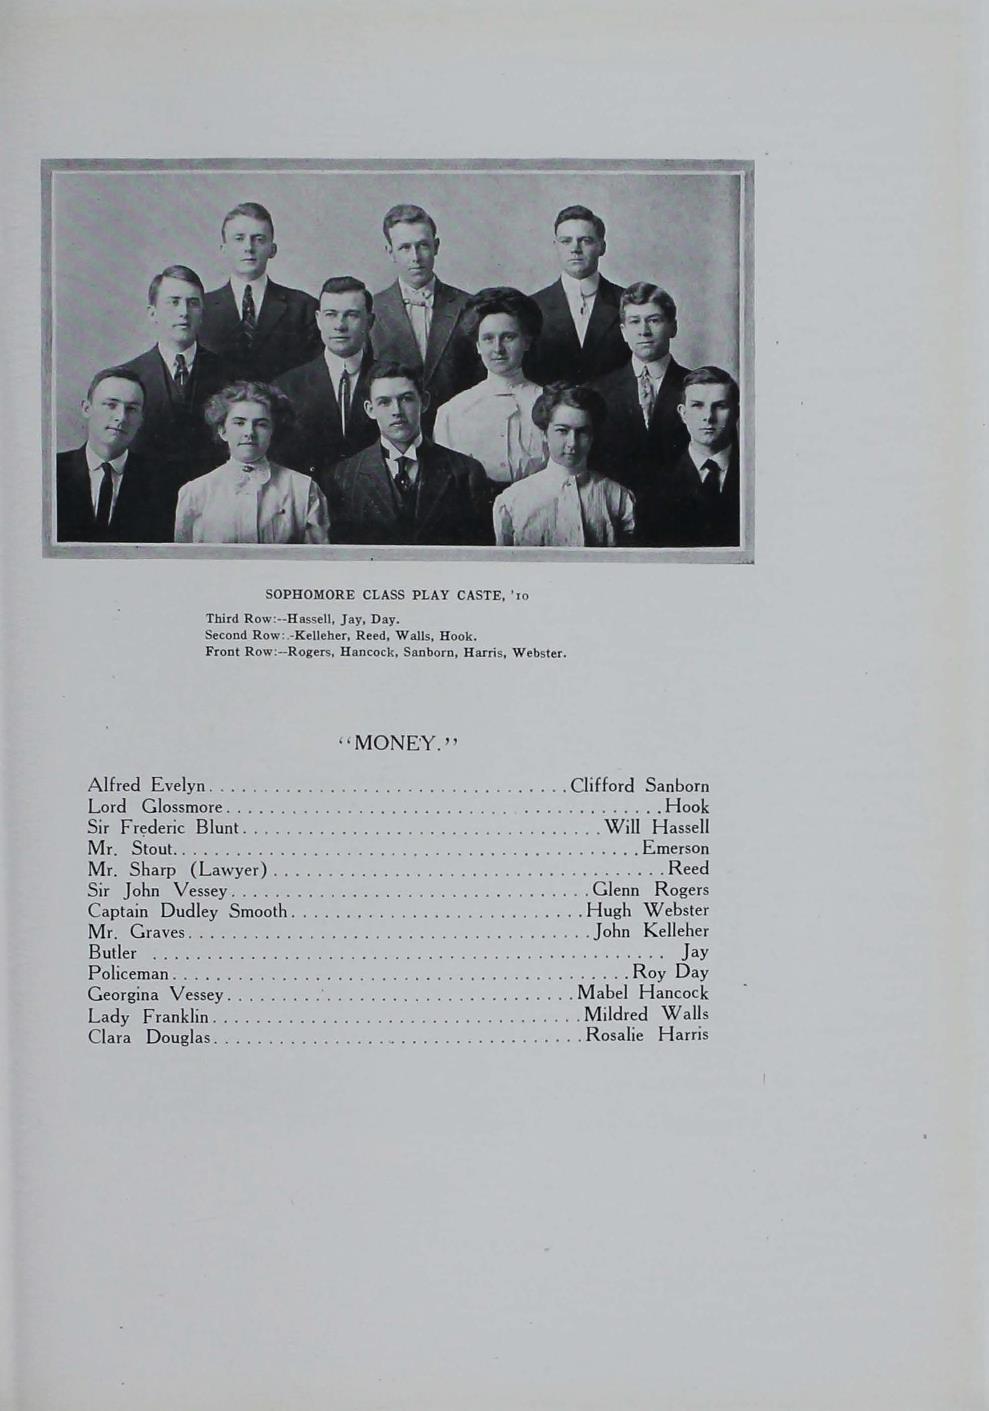 SOPHOMORE CLASS PLAY CASTE, '10
Third Row:--Hassell, Jay, Day.
Second Row:.-Kelleher, Reed, Walls, Hook.
Front Row:--Rogers, Hancock, Sanborn, Harris, Webster.
"MONEY."
Alfred Evelyn................................Clifford Sanborn
Lord Glossmore........................................Hook
Sir Frederic Blunt.................................Will Hassell
Mr. Stout...........................................Emerson
Mr. Sharp (Lawyer)....................................Reed
Sir John Vessey.................................Glenn Rogers
Captain Dudley Smooth...........................Hugh Webster
Mr. Graves.....................................John Kelleher
Butler ................................................. Jay
Policeman..........................................Roy Day
Georgina Vessey................................Mabel Hancock
Lady Franklin..................................Mildred Walls
Clara Douglas..................................Rosalie Harris